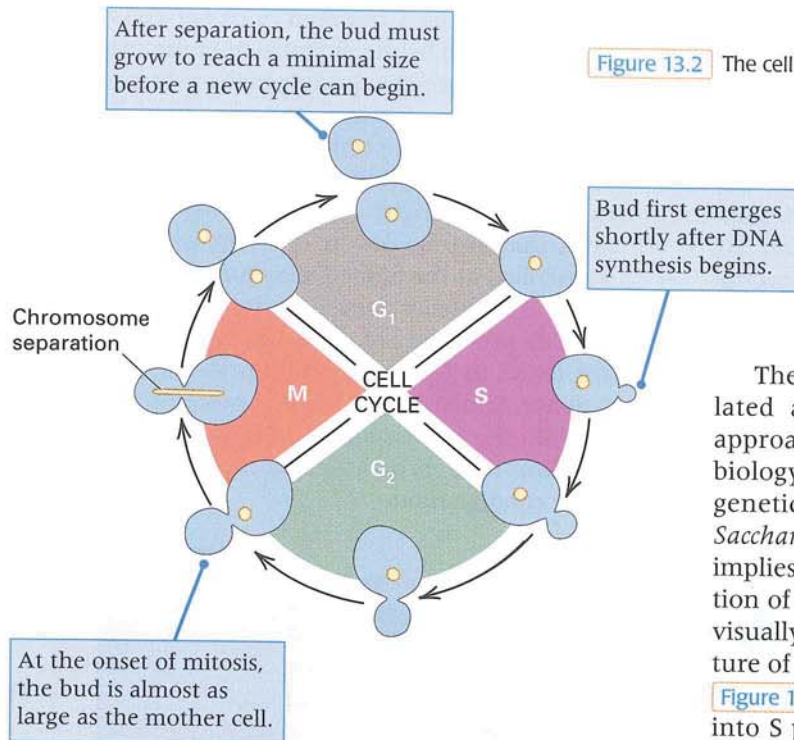 After separation, the bud must
grow to reach a minimal size
before a new cycle can begin.
Figure 13.2 The cell
Bud first emerges
shortly after DNA
synthesis begins.
Chromosome
separation
G₁
M
CELL
CYCLE
S
G₂
At the onset of mitosis,
the bud is almost as
large as the mother cell.
The
lated a
approa
biology
genetic
Sacchar
implies
tion of
visually
ture of
Figure 1
into S p